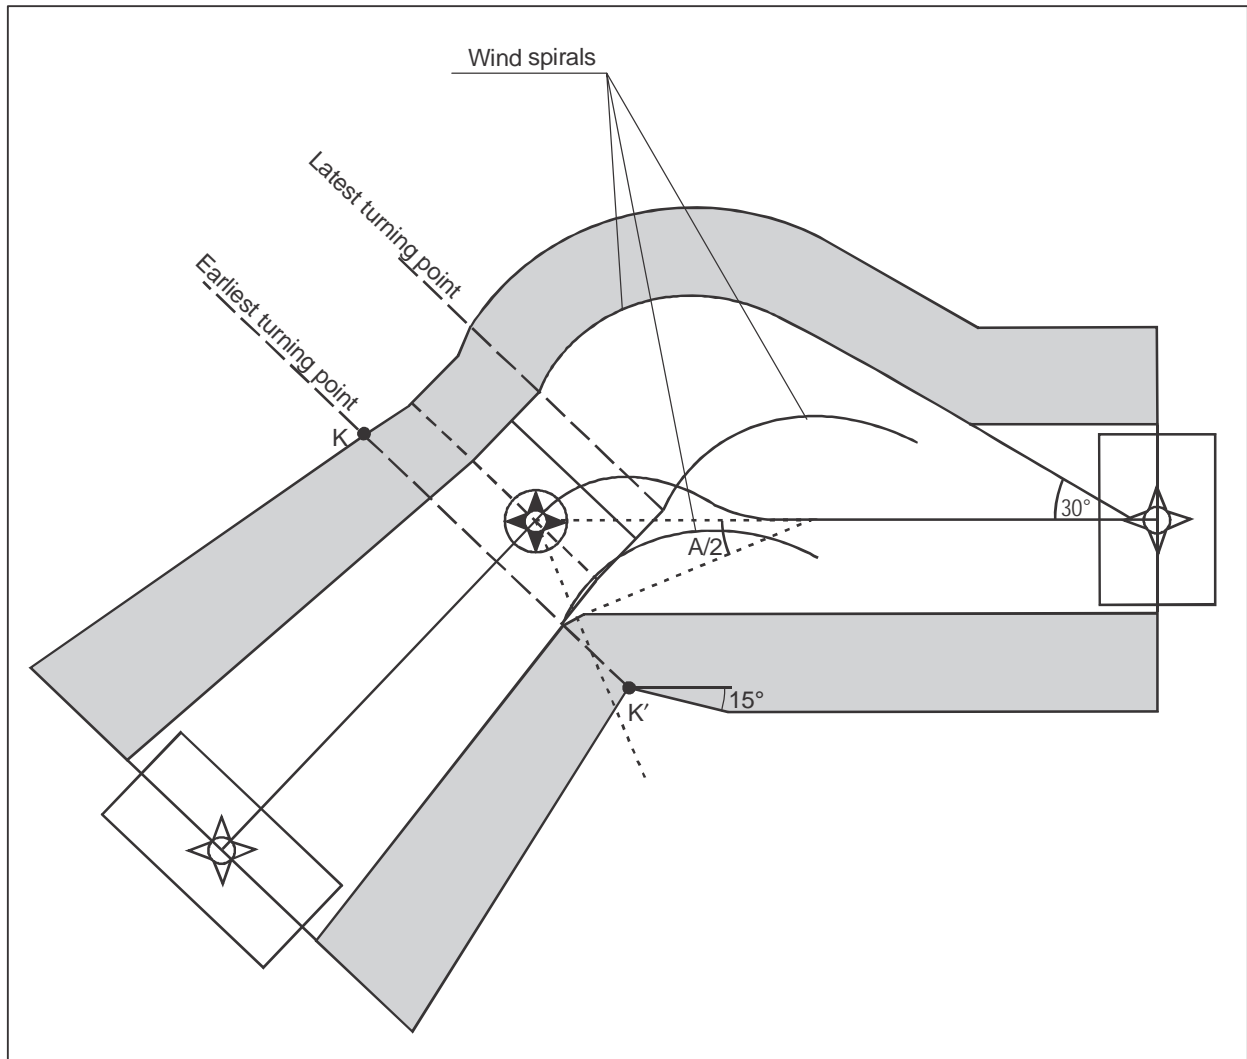 Wind spirals
Latest turning point
Earliest turning point
K
A/2
30°
K′
15°